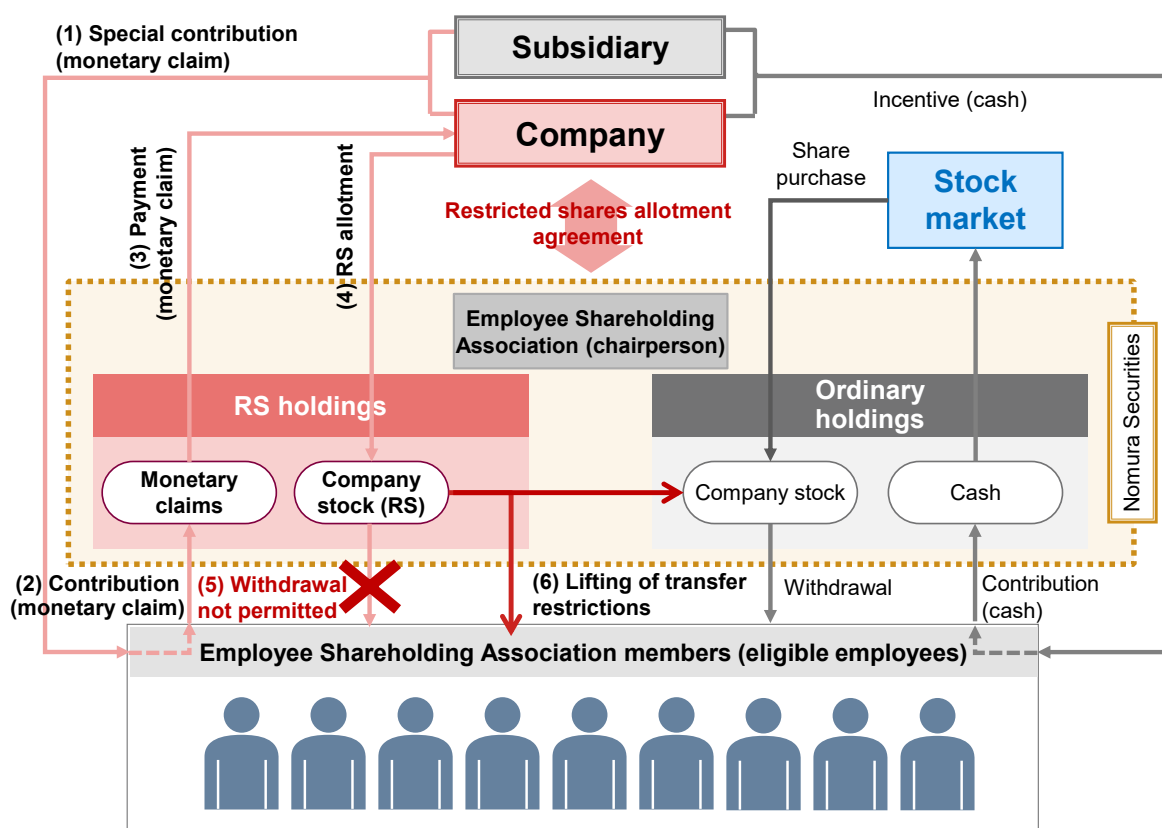 (1) Special contribution
(monetary claim)
Subsidiary
Company
Incentive (cash)
Share
purchase
Stock
market
(3) Payment
(monetary claim)
(4) RS allotment
Restricted shares allotment
agreement
Employee Shareholding
Association (chairperson)
Nomura Securities
RS holdings
Ordinary
holdings
Monetary
claims
Company
stock (RS)
Company stock
Cash
(2) Contribution
(monetary claim)
(5) Withdrawal
not permitted
(6) Lifting of transfer
restrictions
Withdrawal
Contribution
(cash)
Employee Shareholding Association members (eligible employees)